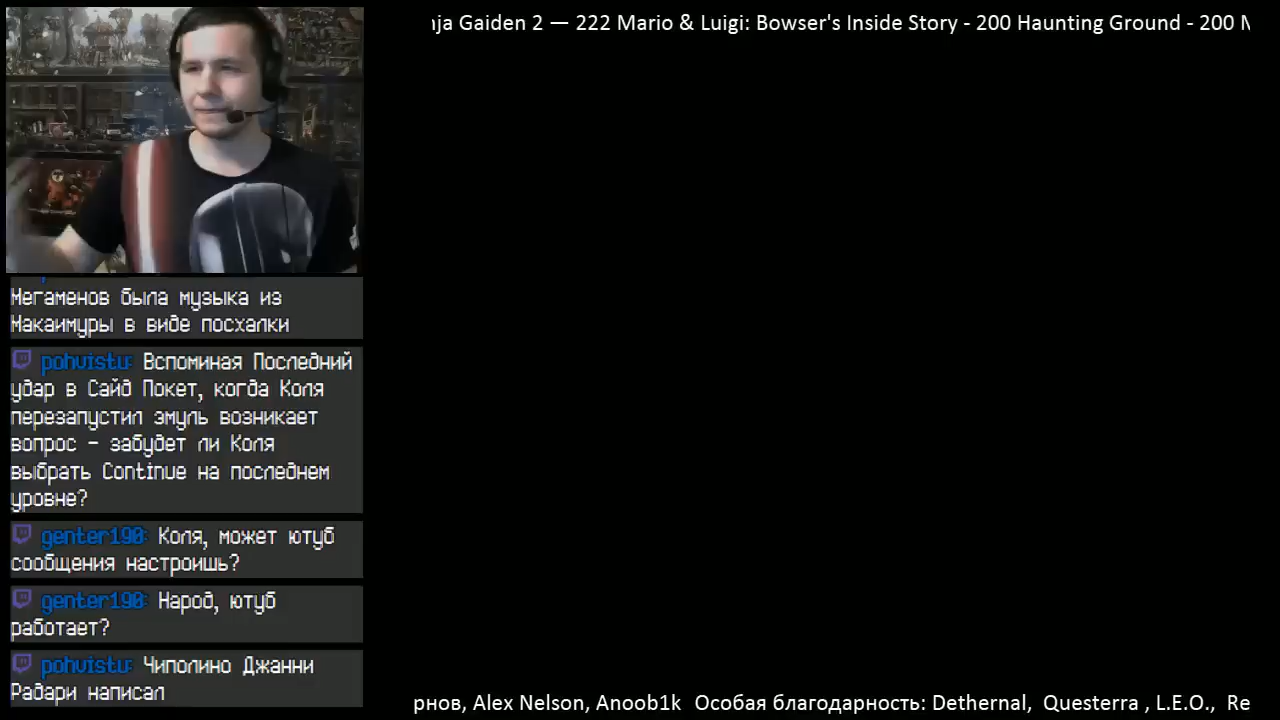 ja Gaiden 2 — 222 Mario & Luigi: Bowser's Inside Story - 200 Haunting Ground - 200
Мегаменов была музыка из
Макаимуры в виде посхалки
pohvistu: Вспоминая Последний
удар в Сайд Покет, когда Коля
перезапустил эмуль возникает
вопрос - забудет ли Коля
выбрать Continue на последнем
уровне?
genter190: Коля, может ютуб
сообщения настроишь?
genter190: Народ, ютуб
работает?
pohvistu: Чиполино Джанни
Радари написал
рнов, Alex Nelson, Anoob1k Особая благодарность: Dethernal, Questerra , L.E.O., Re